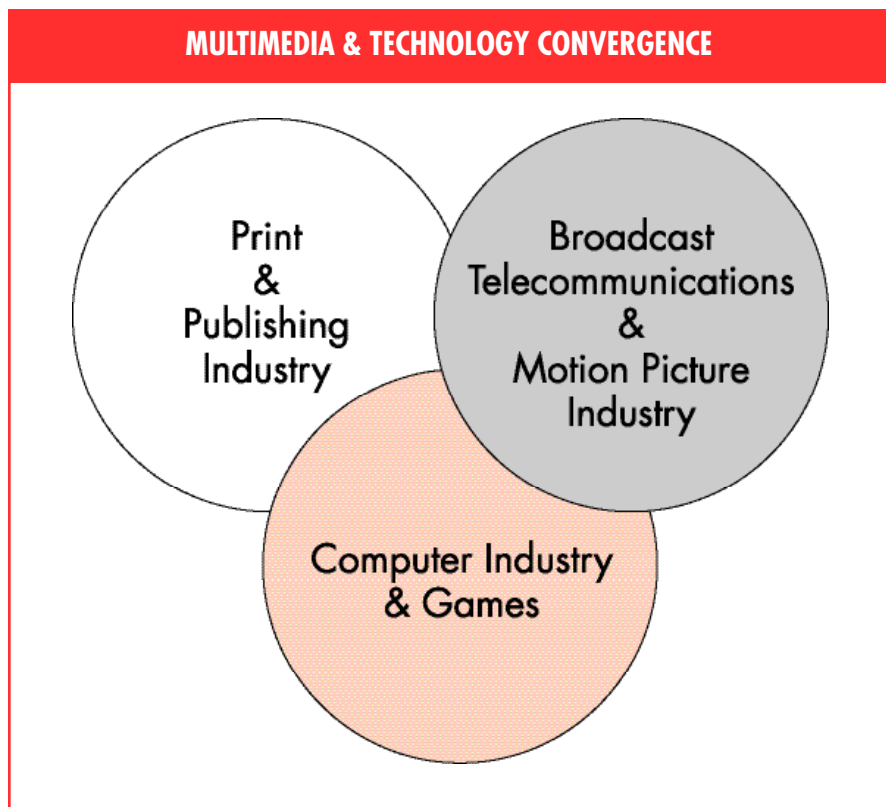 MULTIMEDIA & TECHNOLOGY CONVERGENCE
Print
&
Publishing
Industry
Broadcast
Telecommunications
&
Motion Picture
Industry
Computer Industry
& Games